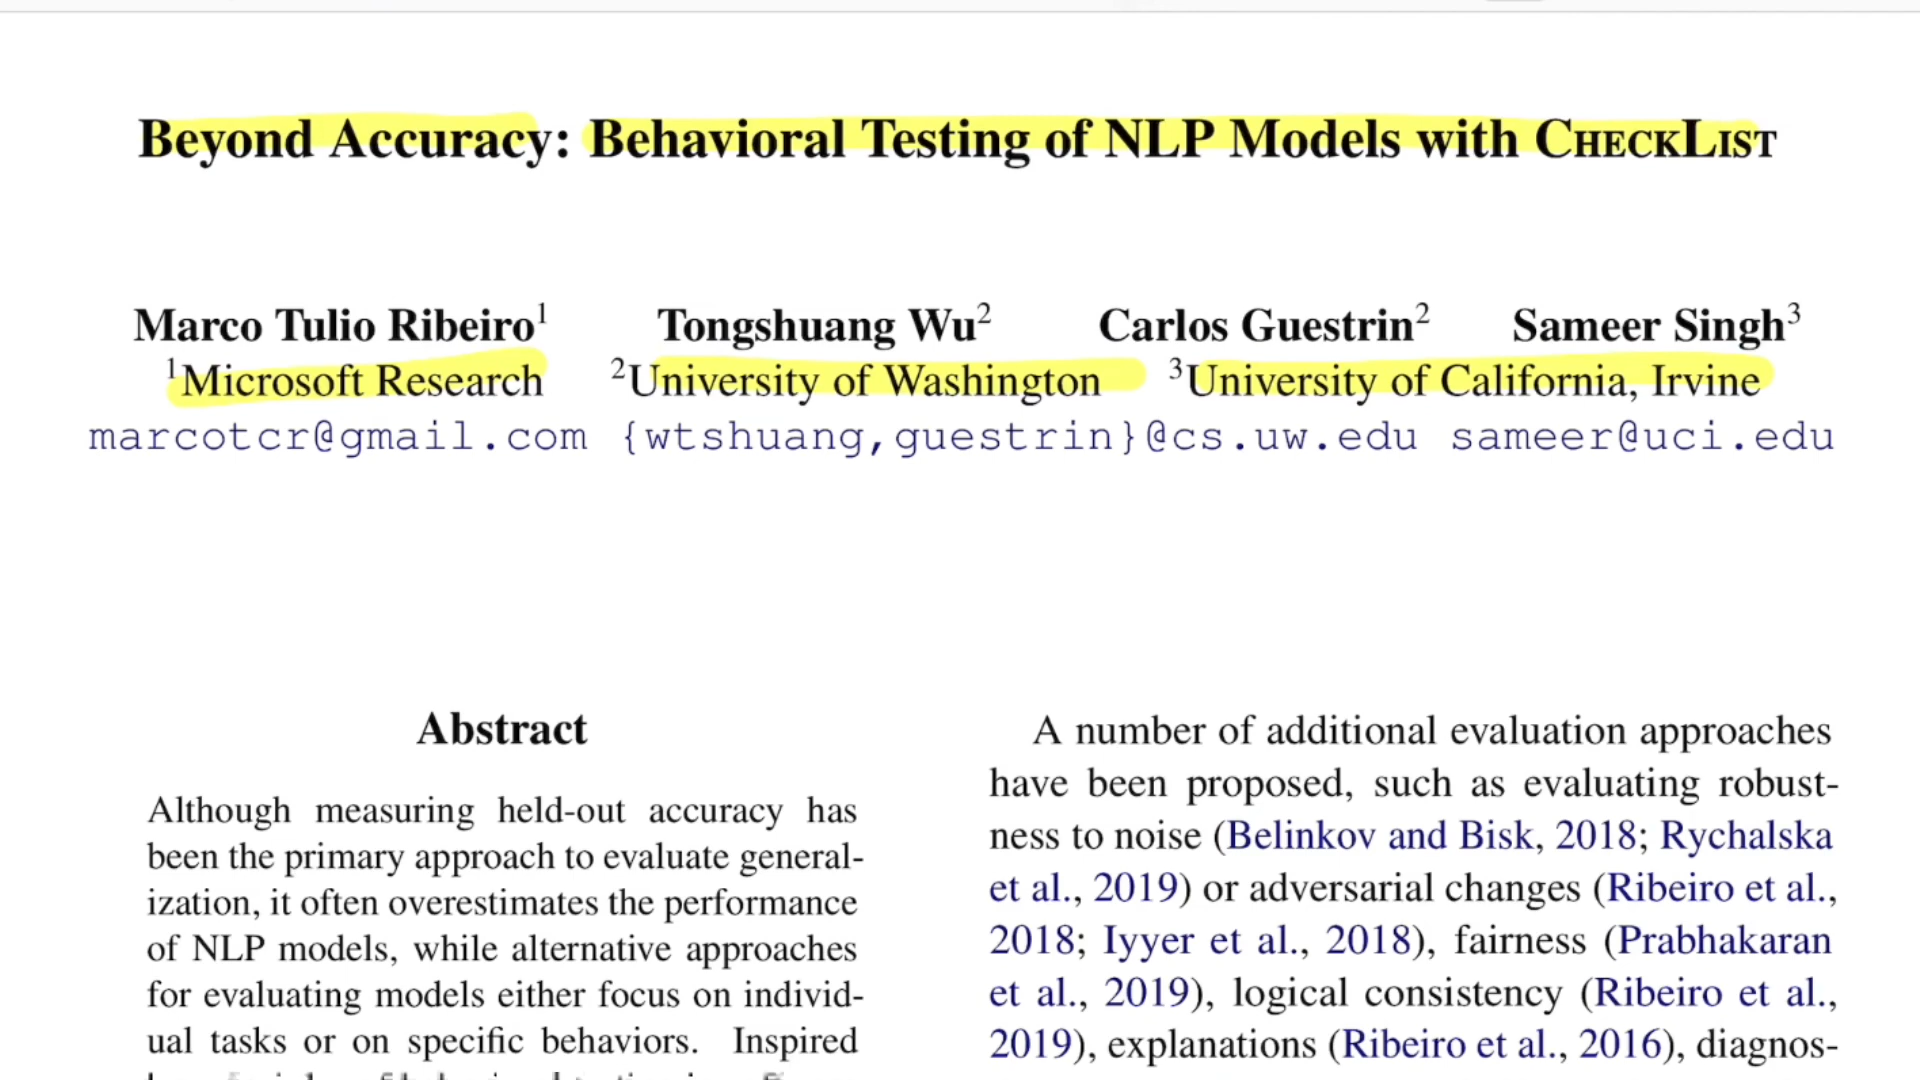 Beyond Accuracy: Behavioral Testing of NLP Models with CHECKLIST
Marco Tulio Ribeiro¹ Tongshuang Wu² Carlos Guestrin² Sameer Singh³
¹Microsoft Research ²University of Washington ³University of California, Irvine
marcotcr@gmail.com {wtshuang,guestrin}@cs.uw.edu sameer@uci.edu
Abstract
Although measuring held-out accuracy has
been the primary approach to evaluate general-
ization, it often overestimates the performance
of NLP models, while alternative approaches
for evaluating models either focus on individ-
ual tasks or on specific behaviors. Inspired
A number of additional evaluation approaches
have been proposed, such as evaluating robust-
ness to noise (Belinkov and Bisk, 2018; Rychalska
et al., 2019) or adversarial changes (Ribeiro et al.,
2018; Iyyer et al., 2018), fairness (Prabhakaran
et al., 2019), logical consistency (Ribeiro et al.,
2019), explanations (Ribeiro et al., 2016), diagnos-